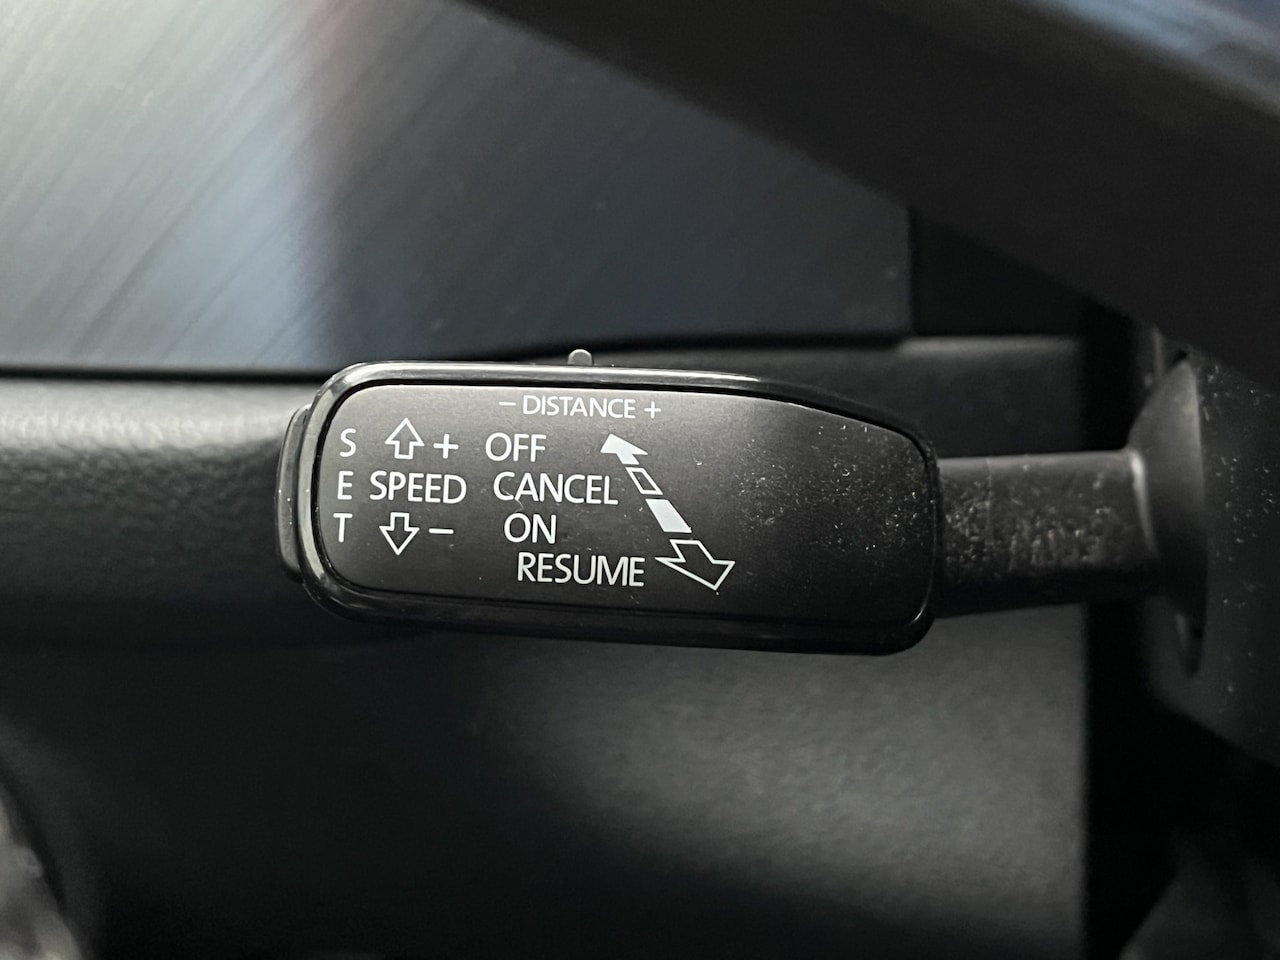 − DISTANCE +
S + OFF
E SPEED CANCEL
T − ON
RESUME